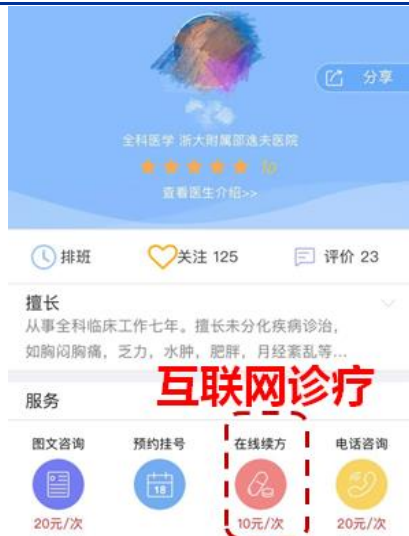 分享
全科医学 浙大附属邵逸夫医院
10
查看医生介绍>>
排班
关注 125
评价 23
擅长
从事全科临床工作七年。擅长未分化疾病诊治,
如胸闷胸痛，乏力，水肿，肥胖，月经紊乱等...
互联网诊疗
服务
图文咨询 预约挂号 在线续方 电话咨询
18
20元/次 10元/次 20元/次